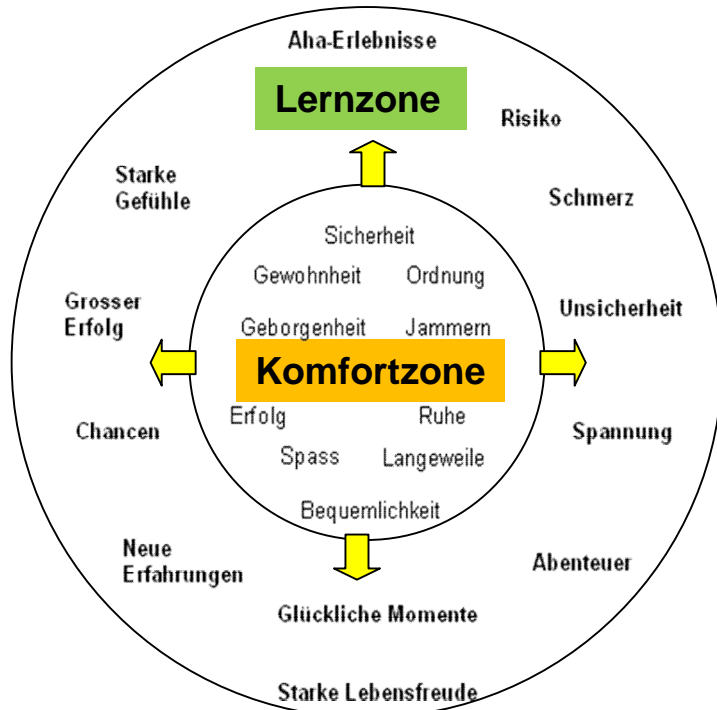 Aha-Erlebnisse
Lernzone
Risiko
Starke
Gefühle
Schmerz
Sicherheit
Gewohnheit Ordnung
Grosser
Erfolg
Unsicherheit
Geborgenheit Jammern
Komfortzone
Erfolg Ruhe
Chancen
Spannung
Spass Langeweile
Bequemlichkeit
Neue
Erfahrungen
Abenteuer
Glückliche Momente
Starke Lebensfreude